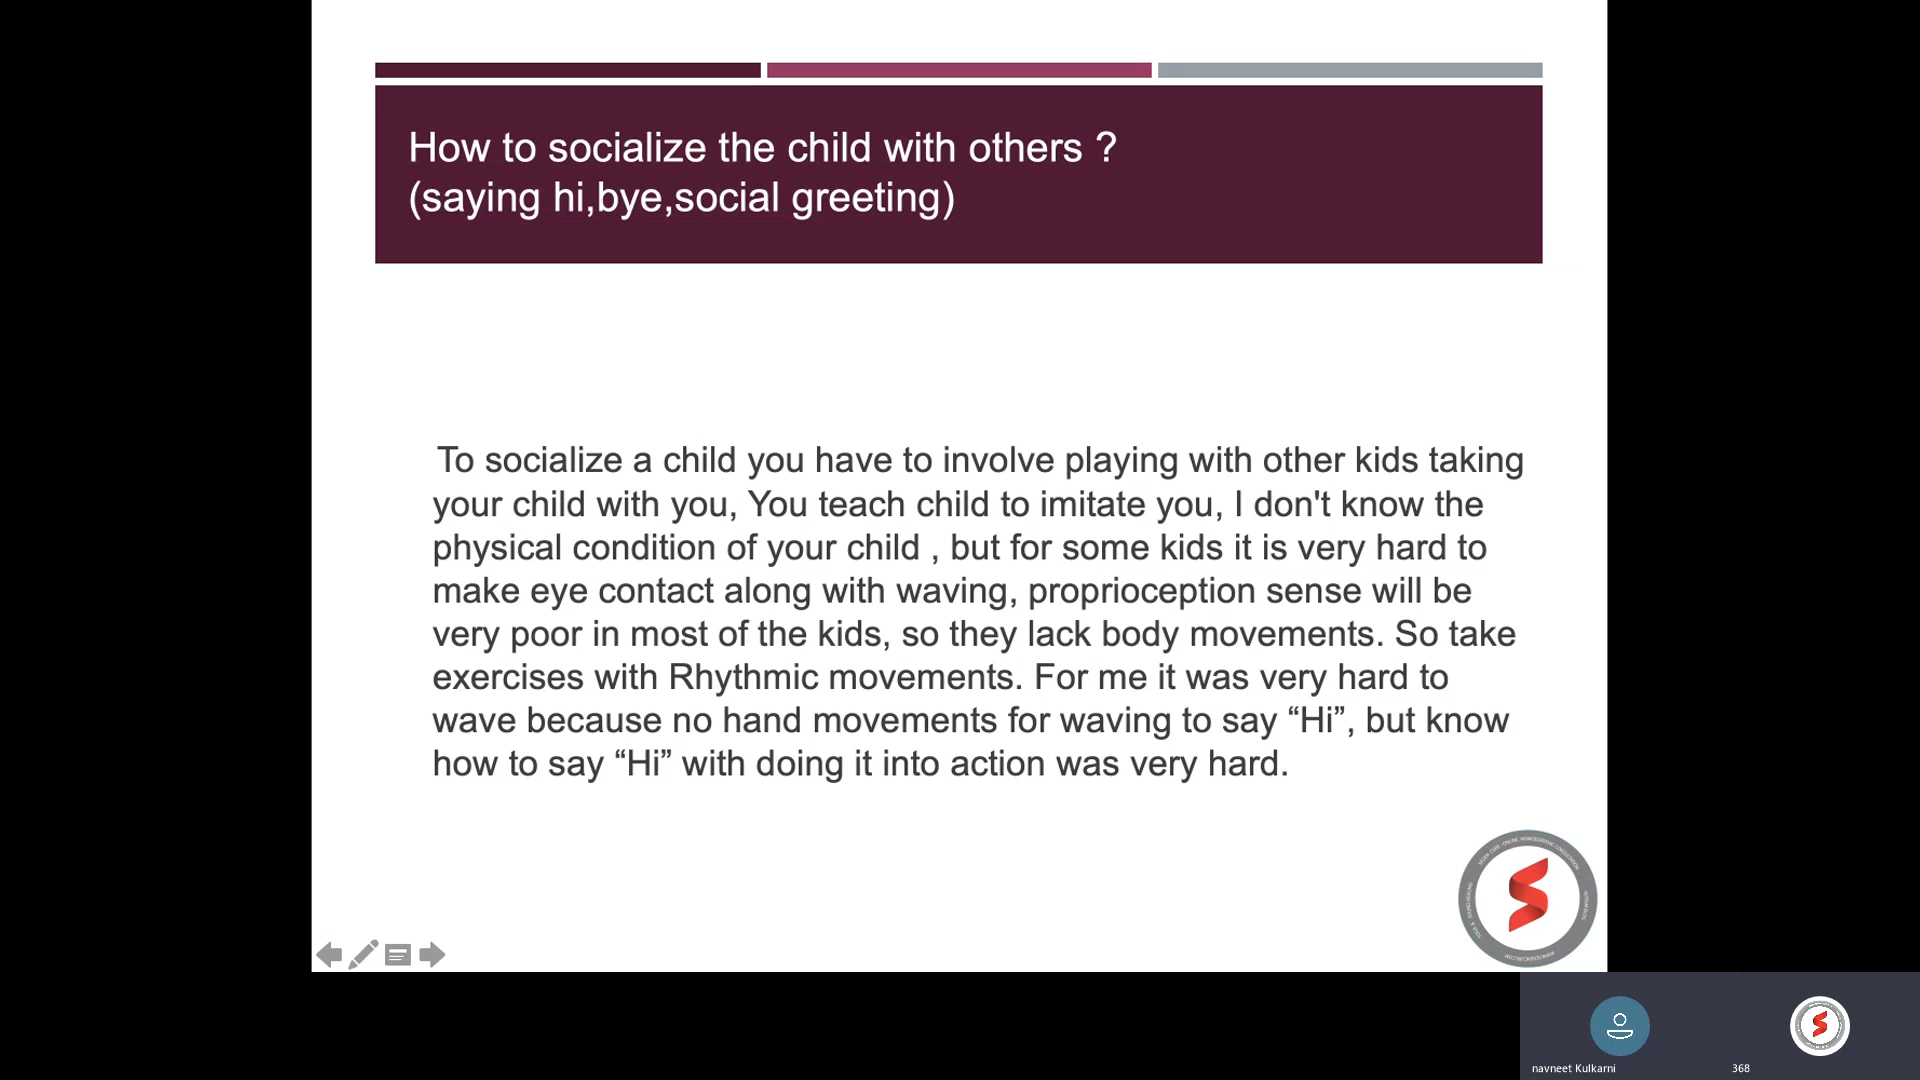 How to socialize the child with others ?
(saying hi,bye,social greeting)
To socialize a child you have to involve playing with other kids taking
your child with you, You teach child to imitate you, I don't know the
physical condition of your child , but for some kids it is very hard to
make eye contact along with waving, proprioception sense will be
very poor in most of the kids, so they lack body movements. So take
exercises with Rhythmic movements. For me it was very hard to
wave because no hand movements for waving to say “Hi”, but know
how to say “Hi” with doing it into action was very hard.
navneet Kulkarni
368